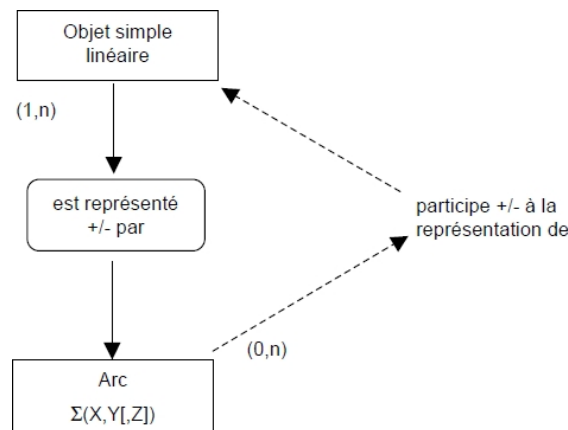 Objet simple
linéaire
(1,n)
est représenté
+/- par
participe +/- à la
représentation de
(0,n)
Arc
Σ(X,Y[,Z])